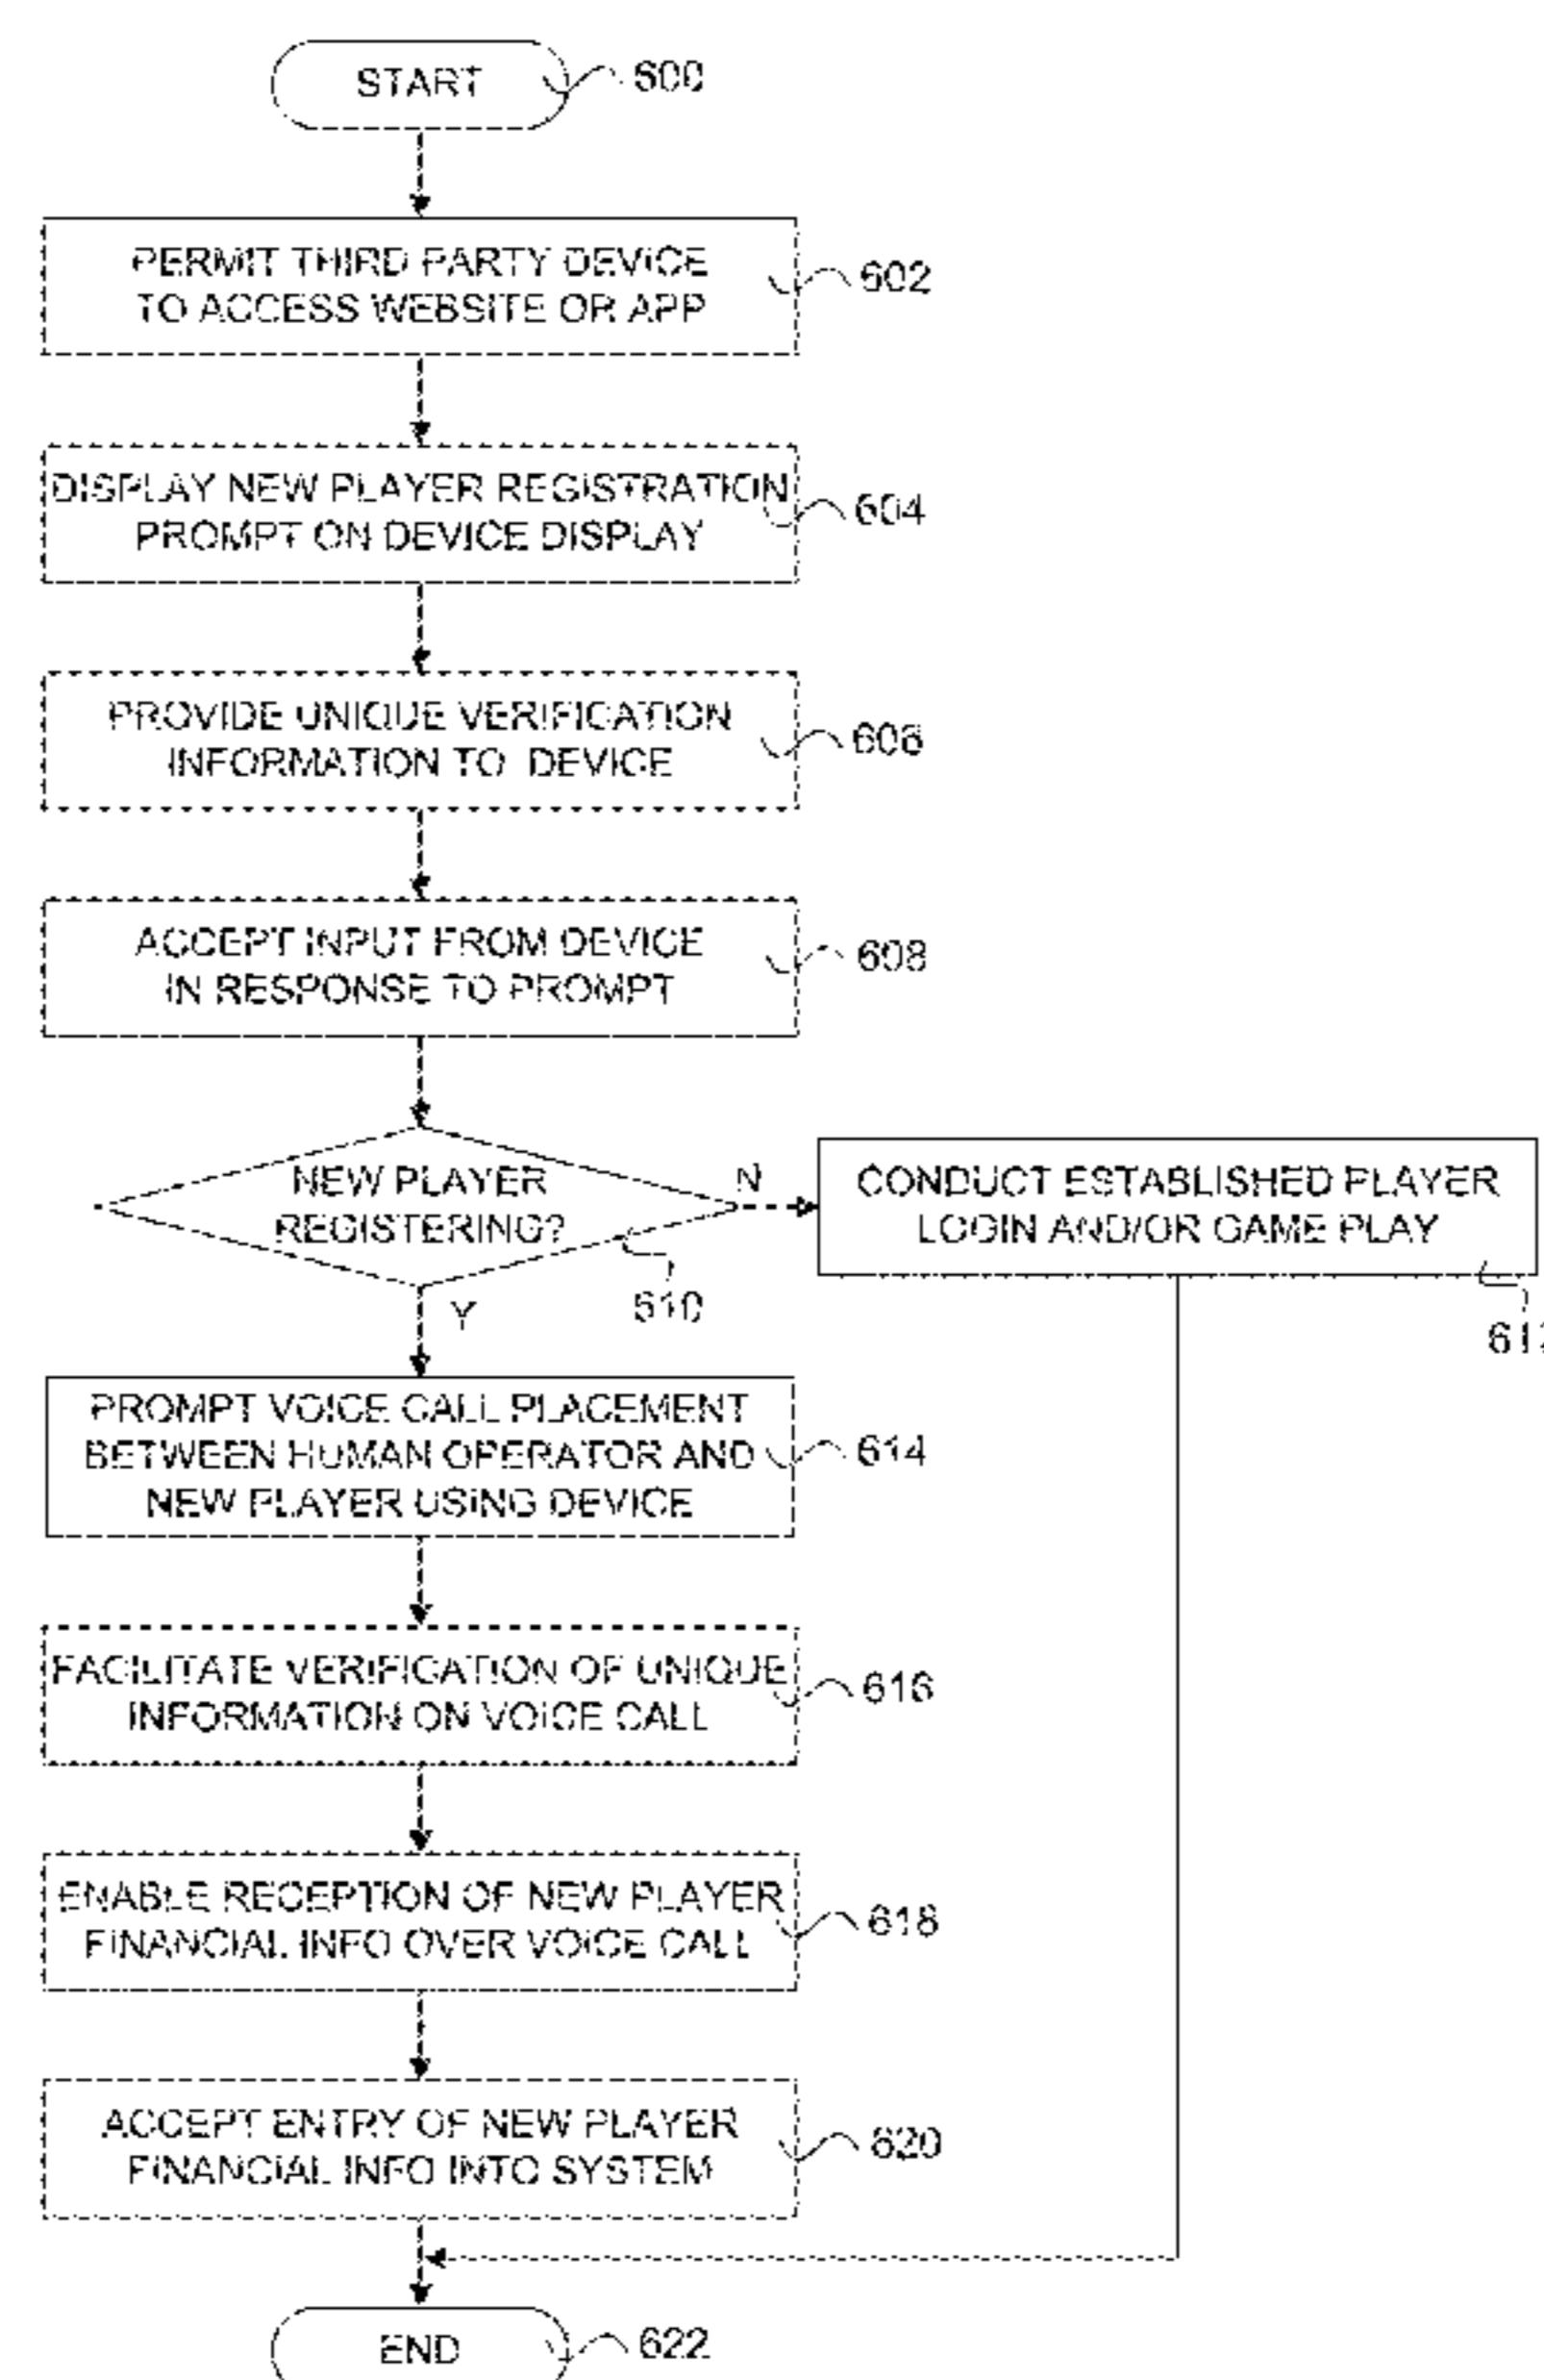 START
600
PERMIT THIRD PARTY DEVICE
TO ACCESS WEBSITE OR APP
602
DISPLAY NEW PLAYER REGISTRATION
PROMPT ON DEVICE DISPLAY
604
PROVIDE UNIQUE VERIFICATION
INFORMATION TO DEVICE
606
ACCEPT INPUT FROM DEVICE
IN RESPONSE TO PROMPT
608
NEW PLAYER
REGISTERING?
610
N
CONDUCT ESTABLISHED PLAYER
LOGIN AND/OR GAME PLAY
Y
PROMPT VOICE CALL PLACEMENT
BETWEEN HUMAN OPERATOR AND
NEW PLAYER USING DEVICE
614
FACILITATE VERIFICATION OF UNIQUE
INFORMATION ON VOICE CALL
616
ENABLE RECEPTION OF NEW PLAYER
FINANCIAL INFO OVER VOICE CALL
618
ACCEPT ENTRY OF NEW PLAYER
FINANCIAL INFO INTO SYSTEM
620
END
622